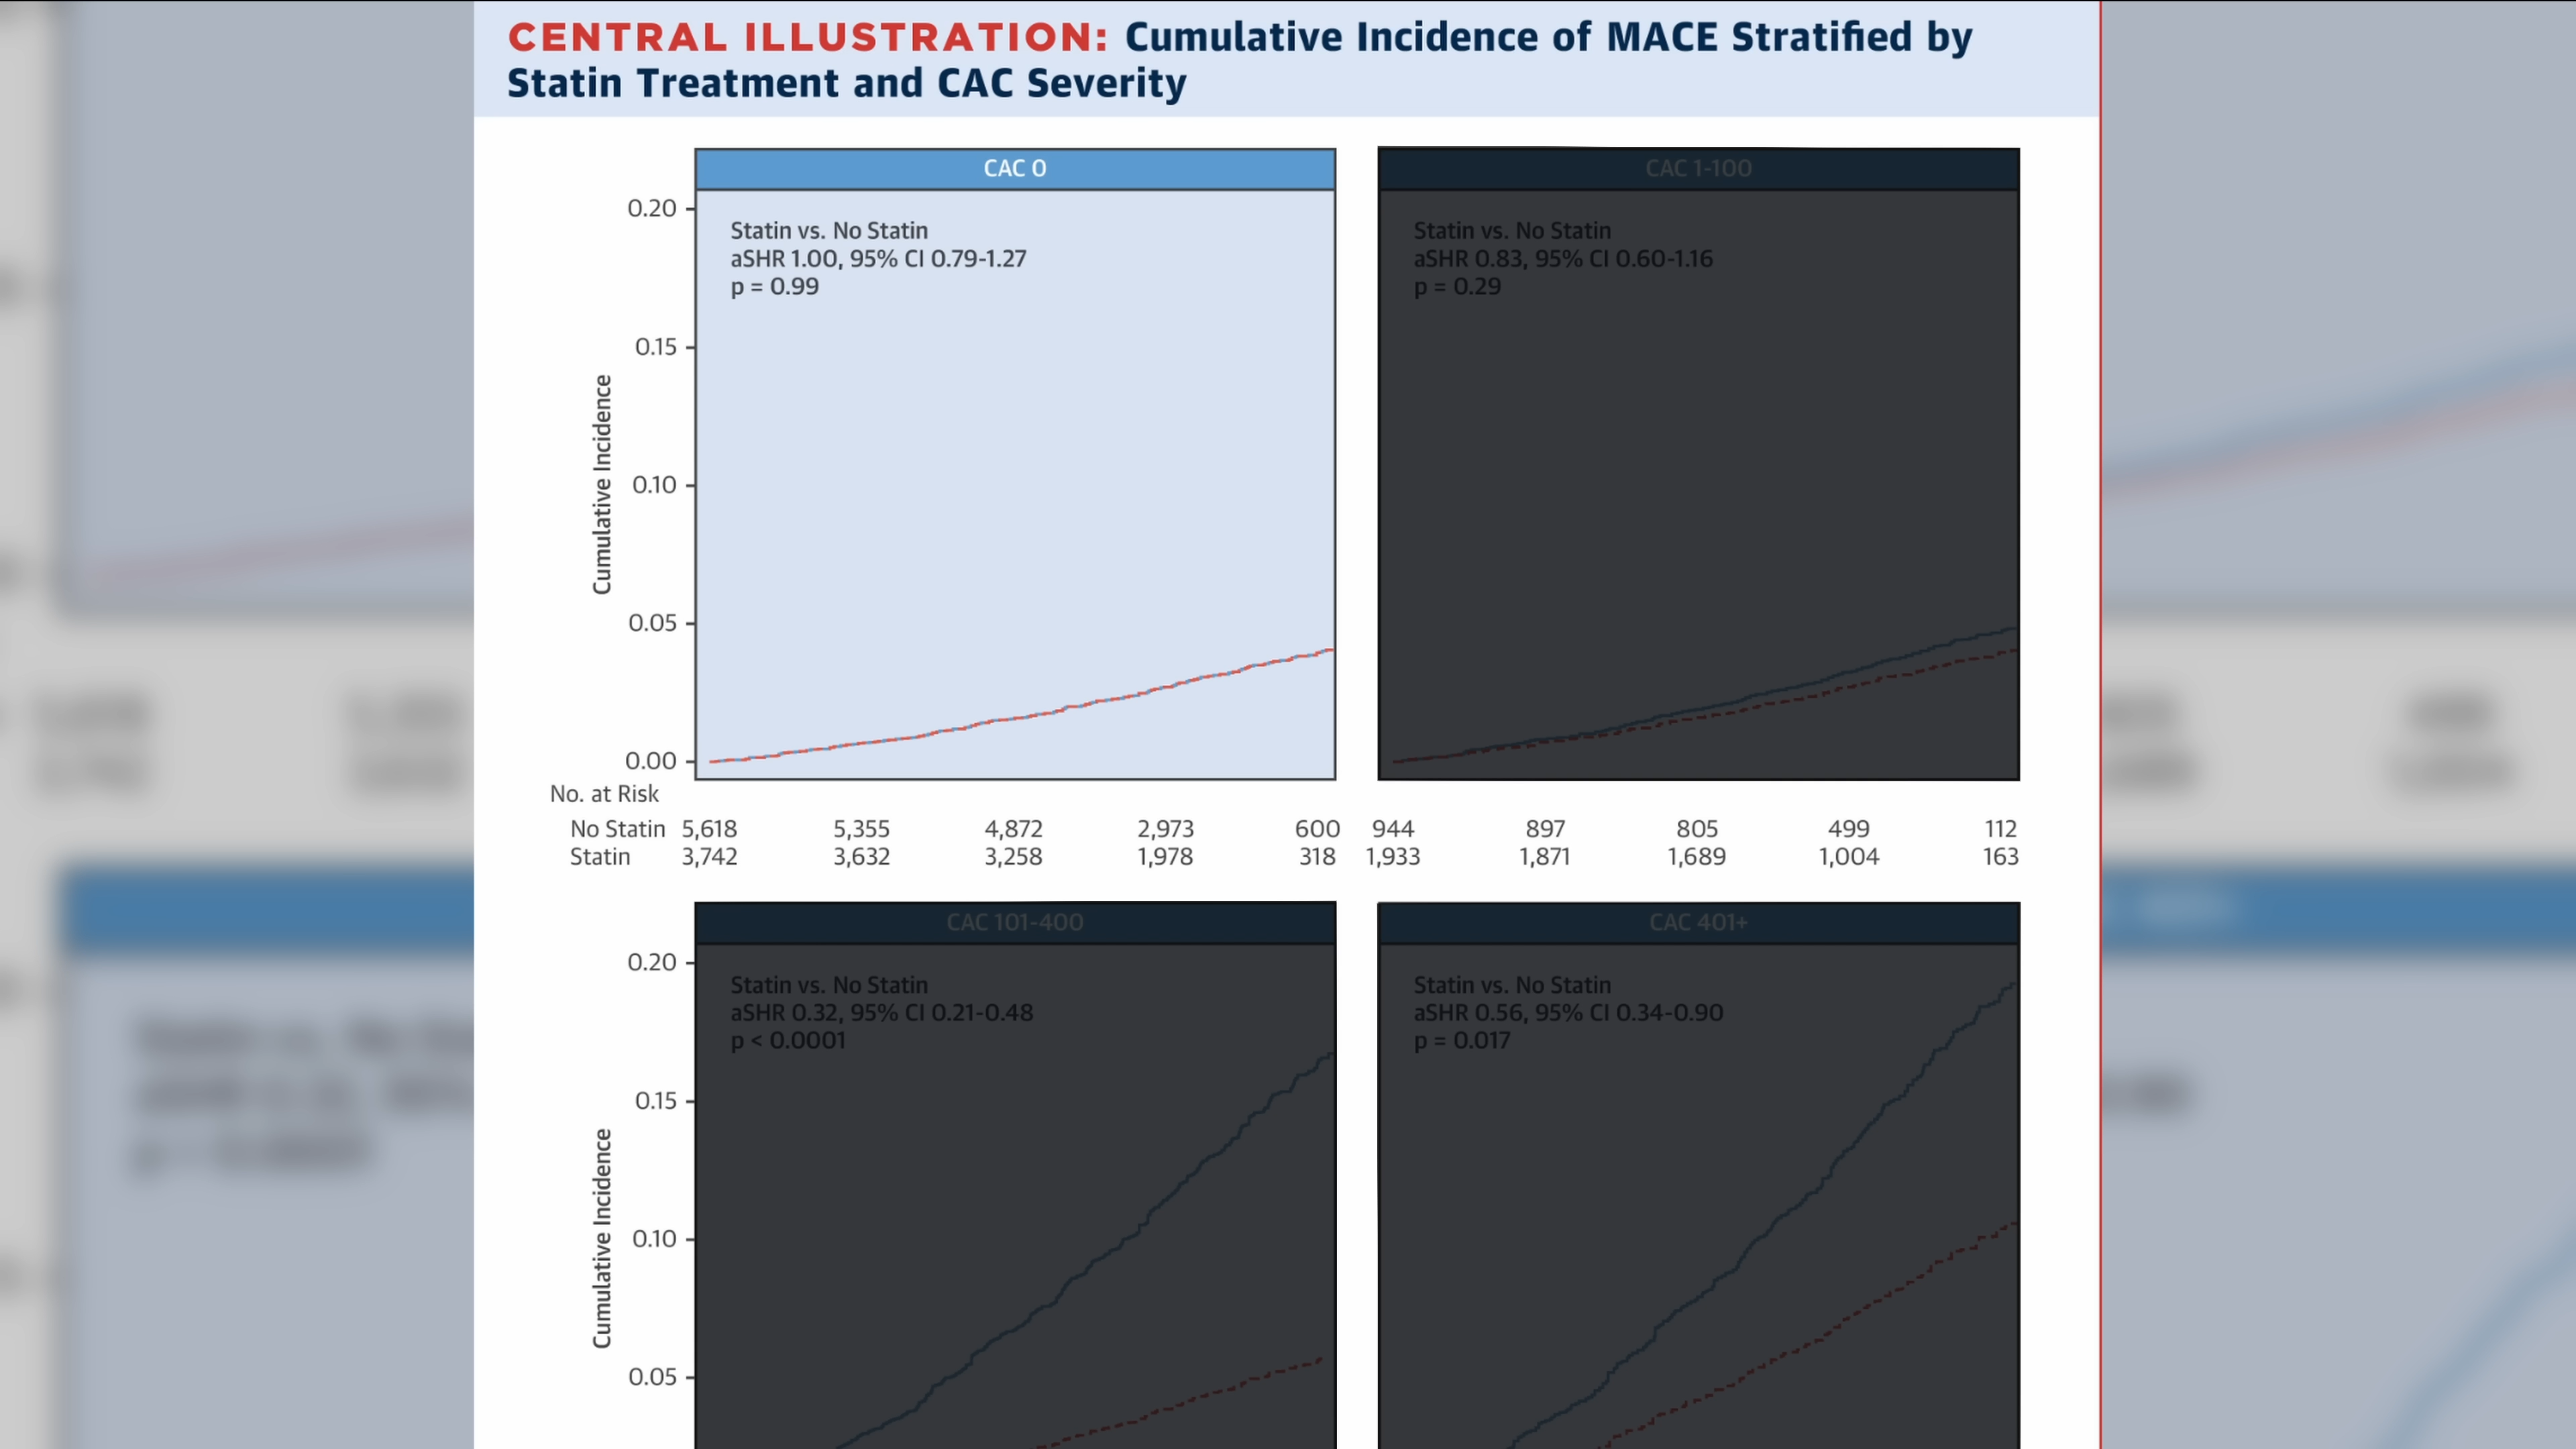 CENTRAL ILLUSTRATION: Cumulative Incidence of MACE Stratified by
Statin Treatment and CAC Severity
CAC 0
0.20
0.15
0.10
0.05
0.00
Cumulative Incidence
Statin vs. No Statin
aSHR 1.00, 95% CI 0.79-1.27
p = 0.99
CAC 1-100
Statin vs. No Statin
aSHR 0.83, 95% CI 0.60-1.16
p = 0.29
No. at Risk
No Statin 5,618 5,355 4,872 2,973 600 944 897 805 499 112
Statin 3,742 3,632 3,258 1,978 318 1,933 1,871 1,689 1,004 163
CAC 101-400
0.20
0.15
0.10
0.05
Cumulative Incidence
Statin vs. No Statin
aSHR 0.32, 95% CI 0.21-0.48
p < 0.0001
CAC 401+
Statin vs. No Statin
aSHR 0.56, 95% CI 0.34-0.90
p = 0.017